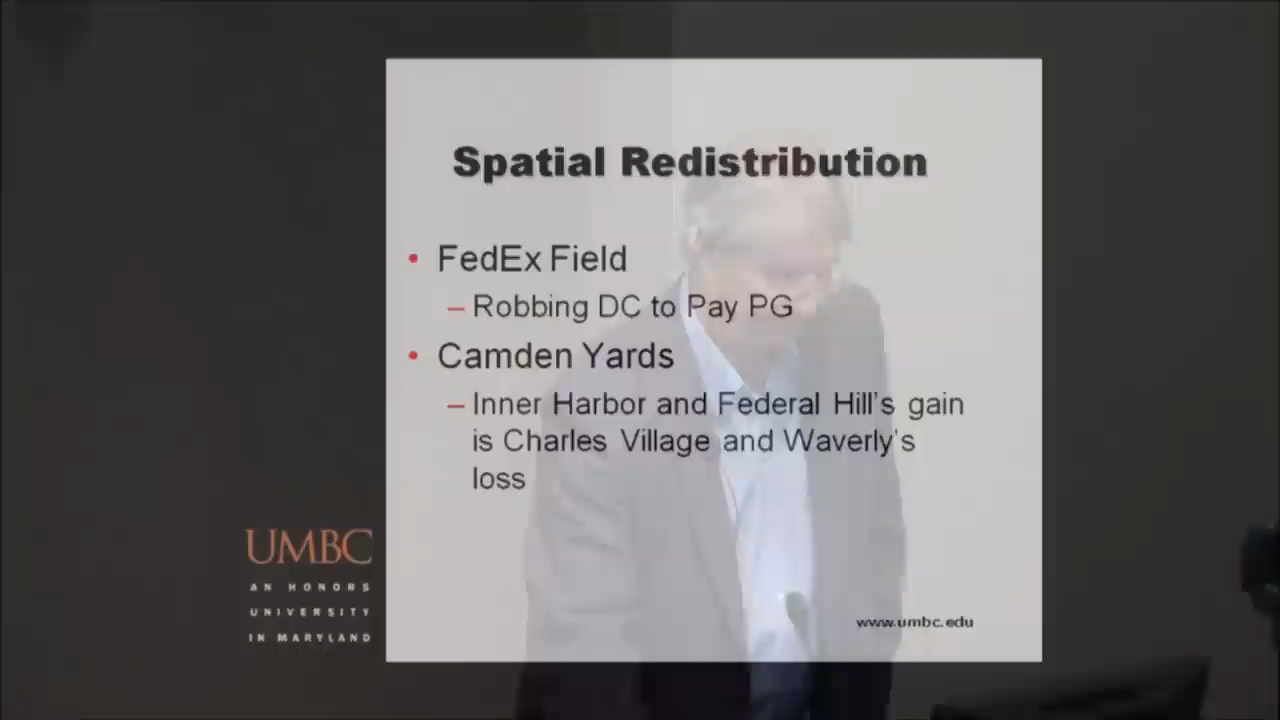 Spatial Redistribution
• FedEx Field
– Robbing DC to Pay PG
• Camden Yards
– Inner Harbor and Federal Hill's gain
is Charles Village and Waverly's
loss
UMBC
AN HONORS
UNIVERSITY
IN MARYLAND
www.umbc.edu